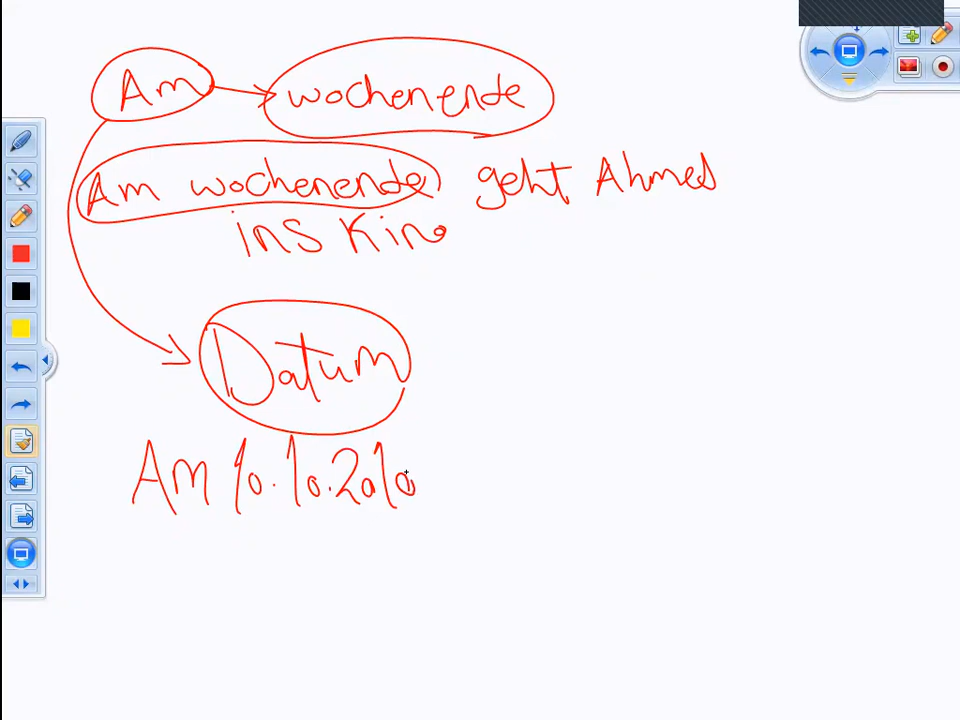 Am wochenende
Am wochenende geht Ahmed
ins Kino
Datum
Am 10.10.2010